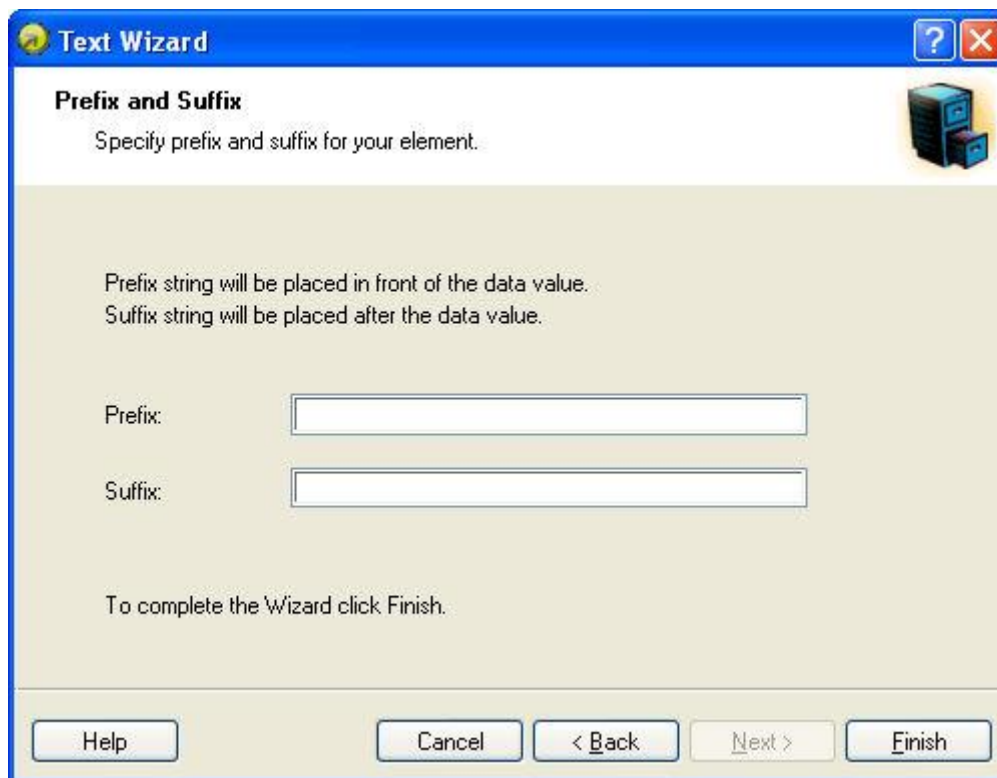 Text Wizard
Prefix and Suffix
Specify prefix and suffix for your element.
Prefix string will be placed in front of the data value.
Suffix string will be placed after the data value.
Prefix:
Suffix:
To complete the Wizard click Finish.
Help Cancel < Back Next > Finish